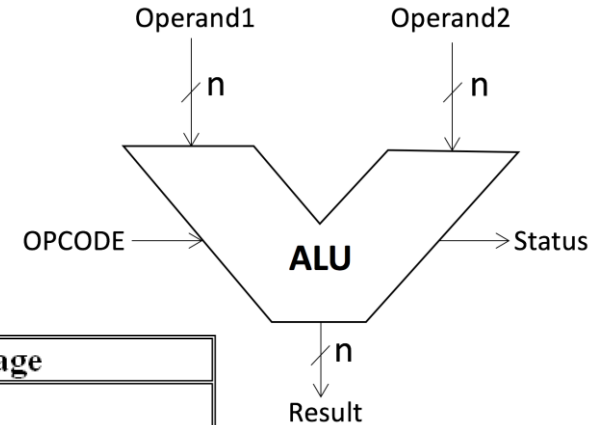 Operand1 Operand2
n n
OPCODE ALU Status
n
Result